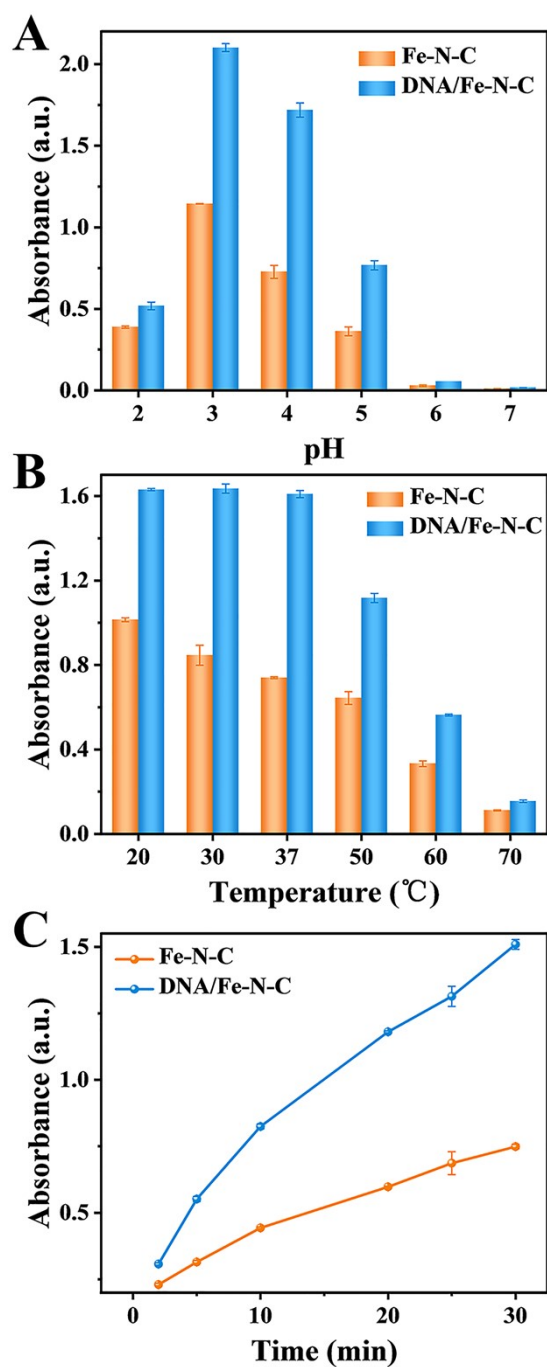 A
Fe-N-C
DNA/Fe-N-C
Absorbance (a.u.)
2.0
1.5
1.0
0.5
0.0
2 3 4 5 6 7
pH
B
Fe-N-C
DNA/Fe-N-C
Absorbance (a.u.)
1.6
1.2
0.8
0.4
0.0
20 30 37 50 60 70
Temperature (℃)
C
Fe-N-C
DNA/Fe-N-C
Absorbance (a.u.)
1.5
1.0
0.5
0 10 20 30
Time (min)